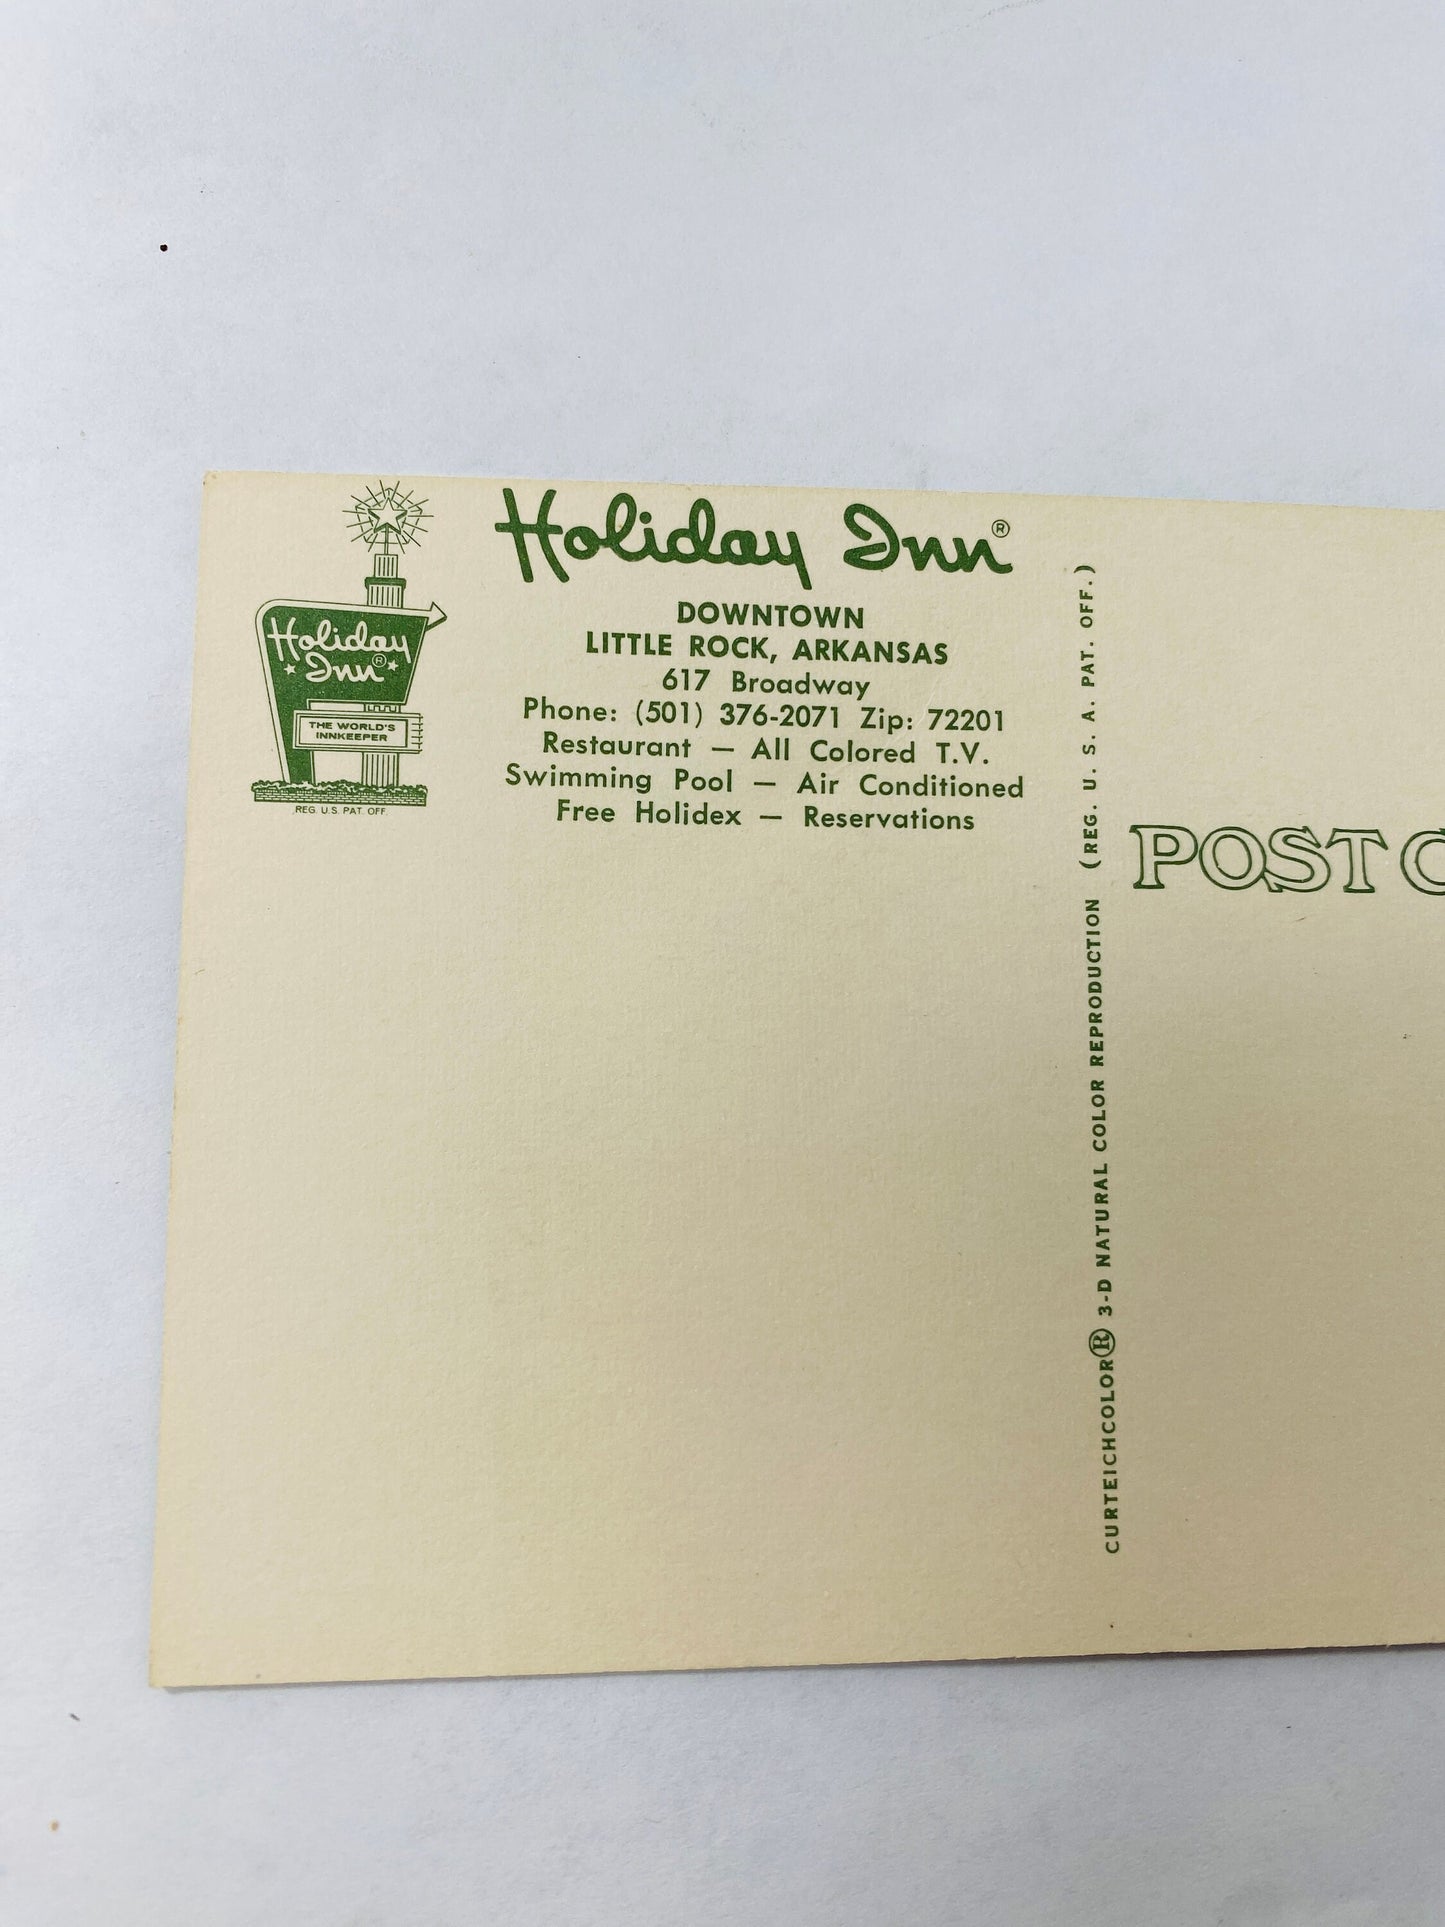 Holiday Inn®
DOWNTOWN
LITTLE ROCK, ARKANSAS
617 Broadway
Phone: (501) 376-2071 Zip: 72201
Restaurant — All Colored T.V.
Swimming Pool — Air Conditioned
Free Holidex — Reservations
Holiday
Inn®
THE WORLD'S
INNKEEPER
REG. U.S. PAT. OFF.
CURTEICHCOLOR® 3-D NATURAL COLOR REPRODUCTION (REG. U. S. A. PAT. OFF.)
POST C